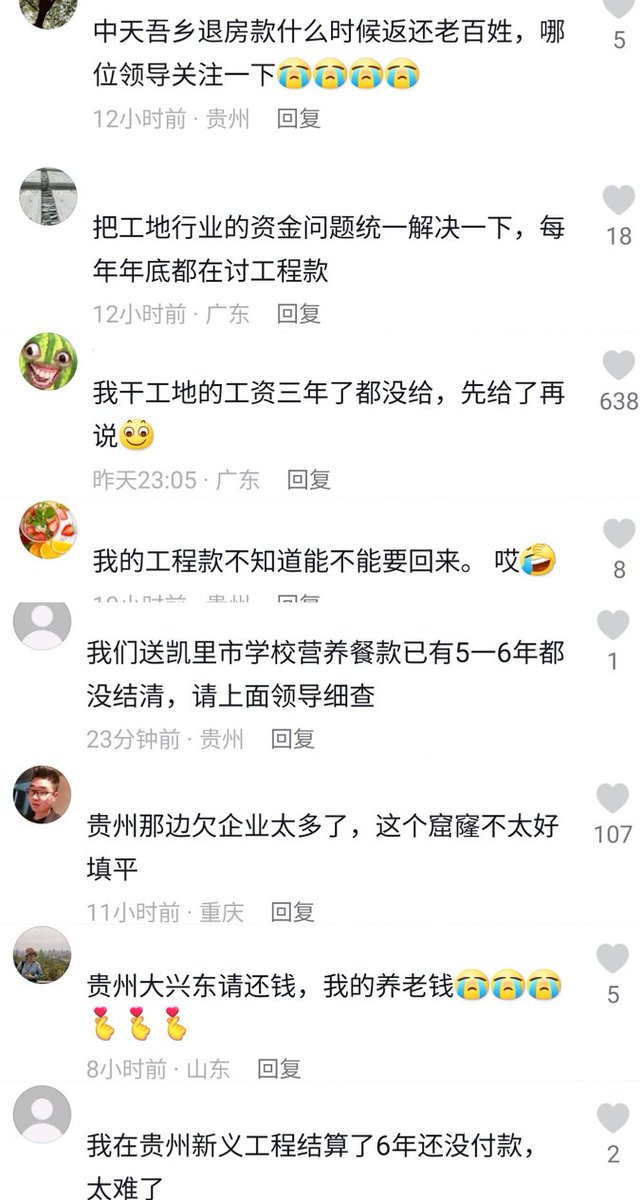 中天吾乡退房款什么时候返还老百姓，哪
位领导关注一下😭😭😭😭
5
12小时前 · 贵州 回复
把工地行业的资金问题统一解决一下，每
年年底都在讨工程款
18
12小时前 · 广东 回复
我干工地的工资三年了都没给，先给了再
说
638
昨天23:05 · 广东 回复
我的工程款不知道能不能要回来。 哎
8
我们送凯里市学校营养餐款已有5一6年都
没结清，请上面领导细查
1
23分钟前 · 贵州 回复
贵州那边欠企业太多了，这个窟窿不太好
填平
107
11小时前 · 重庆 回复
贵州大兴东请还钱，我的养老钱😭😭😭
5
8小时前 · 山东 回复
我在贵州新义工程结算了6年还没付款，
太难了
2